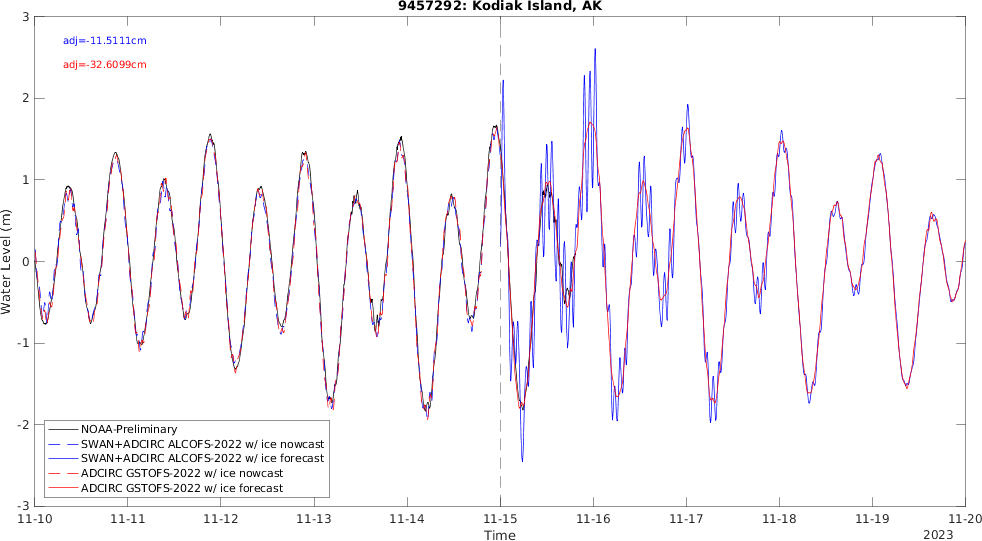 9457292: Kodiak Island, AK
adj=-11.5111cm
adj=-32.6099cm
Water Level (m)
3
2
1
0
-1
-2
-3
NOAA-Preliminary
SWAN+ADCIRC ALCOFS-2022 w/ ice nowcast
SWAN+ADCIRC ALCOFS-2022 w/ ice forecast
ADCIRC GSTOFS-2022 w/ ice nowcast
ADCIRC GSTOFS-2022 w/ ice forecast
11-10 11-11 11-12 11-13 11-14 11-15 11-16 11-17 11-18 11-19 11-20
Time
2023